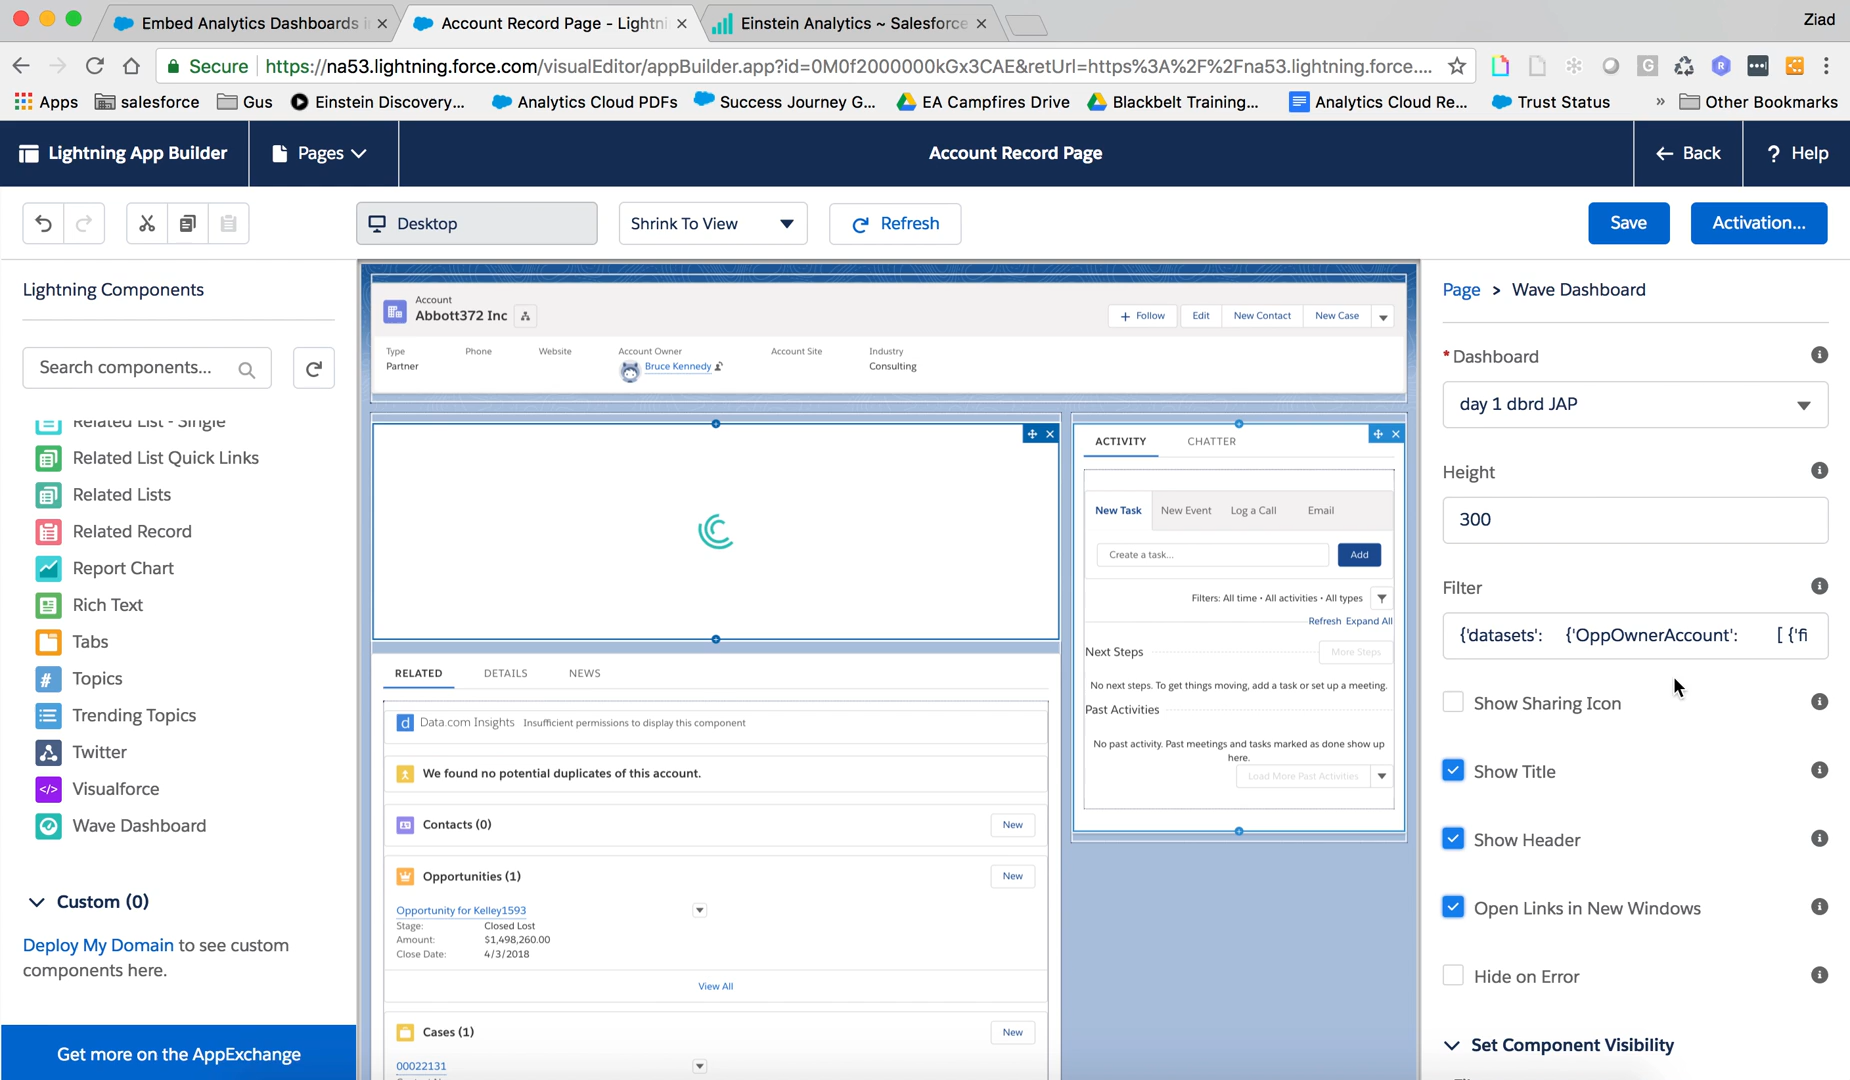 Embed Analytics Dashboards i
Account Record Page - Lightni
Einstein Analytics ~ Salesforce
Ziad
Secure
https://na53.lightning.force.com/visualEditor/appBuilder.app?id=0M0f2000000kGx3CAE&retUrl=https%3A%2F%2Fna53.lightning.force....
Apps
salesforce
Gus
Einstein Discovery...
Analytics Cloud PDFs
Success Journey G...
EA Campfires Drive
Blackbelt Training...
Analytics Cloud Re...
Trust Status
»
Other Bookmarks
Lightning App Builder
Pages
Account Record Page
Back
? Help
Desktop
Shrink To View
Refresh
Save
Activation...
Lightning Components
Search components...
Related List - Single
Related List Quick Links
Related Lists
Related Record
Report Chart
Rich Text
Tabs
Topics
Trending Topics
Twitter
Visualforce
Wave Dashboard
Custom (0)
Deploy My Domain to see custom
components here.
Get more on the AppExchange
Account
Abbott372 Inc
+ Follow
Edit
New Contact
New Case
Type
Partner
Phone
Website
Account Owner
Bruce Kennedy
Account Site
Industry
Consulting
RELATED
DETAILS
NEWS
Data.com Insights Insufficient permissions to display this component
We found no potential duplicates of this account.
Contacts (0)
New
Opportunities (1)
New
Opportunity for Kelley1593
Stage: Closed Lost
Amount: $1,498,260.00
Close Date: 4/3/2018
View All
Cases (1)
New
00022131
ACTIVITY
CHATTER
New Task
New Event
Log a Call
Email
Create a task...
Add
Filters: All time • All activities • All types
Refresh Expand All
Next Steps
More Steps
No next steps. To get things moving, add a task or set up a meeting.
Past Activities
No past activity. Past meetings and tasks marked as done show up
here.
Load More Past Activities
Page > Wave Dashboard
* Dashboard
day 1 dbrd JAP
Height
300
Filter
{'datasets': {'OppOwnerAccount': [ {'fi
Show Sharing Icon
Show Title
Show Header
Open Links in New Windows
Hide on Error
Set Component Visibility